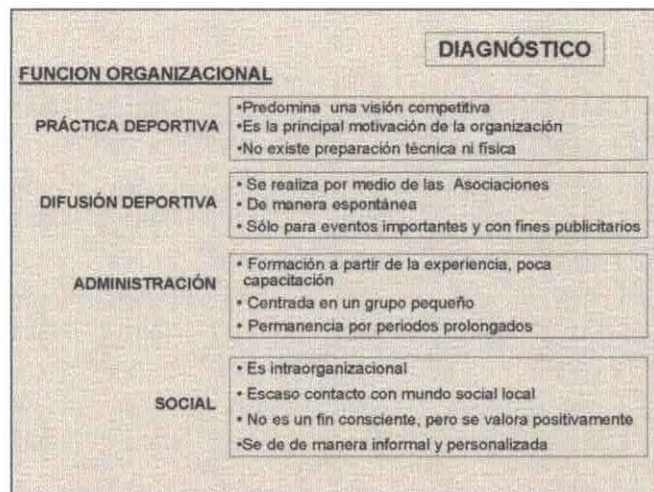 DIAGNÓSTICO
FUNCION ORGANIZACIONAL
PRÁCTICA DEPORTIVA
•Predomina una visión competitiva
•Es la principal motivación de la organización
•No existe preparación técnica ni física
DIFUSIÓN DEPORTIVA
• Se realiza por medio de las Asociaciones
• De manera espontánea
• Sólo para eventos importantes y con fines publicitarios
ADMINISTRACIÓN
• Formación a partir de la experiencia, poca
capacitación
• Centrada en un grupo pequeño
• Permanencia por periodos prolongados
SOCIAL
• Es intraorganizacional
• Escaso contacto con mundo social local
• No es un fin consciente, pero se valora positivamente
•Se de de manera informal y personalizada